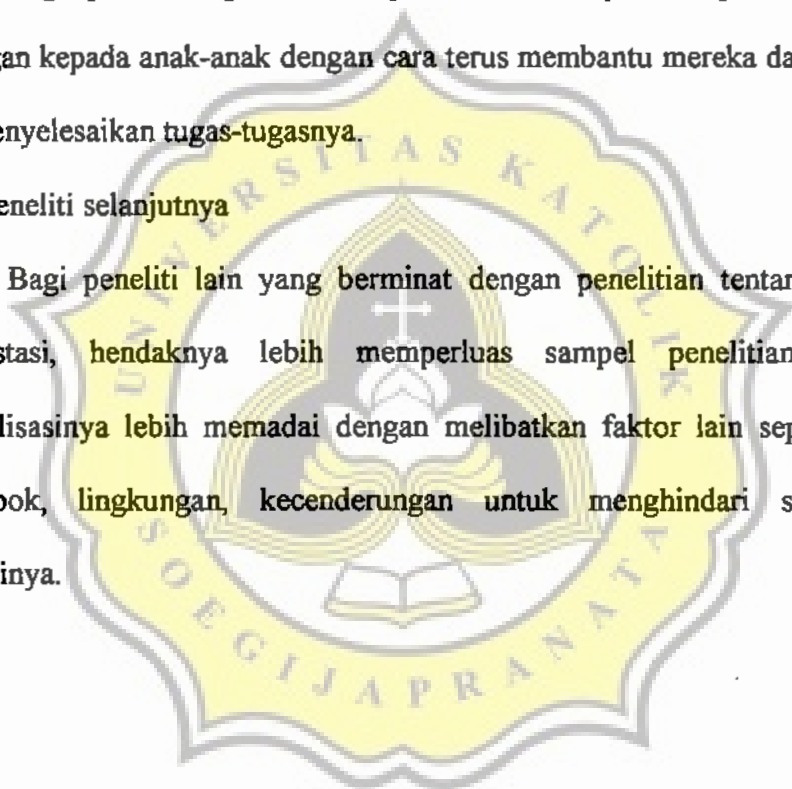 gan kepada anak-anak dengan cara terus membantu mereka da
enyelesaikan tugas-tugasnya.
eneliti selanjutnya
Bagi peneliti lain yang berminat dengan penelitian tentan
stasi, hendaknya lebih memperluas sampel penelitian
lisasinya lebih memadai dengan melibatkan faktor lain sep
ok, lingkungan, kecenderungan untuk menghindari s
inya.
UNIVERSITAS KATOLIK
SOEGIJAPRANATA